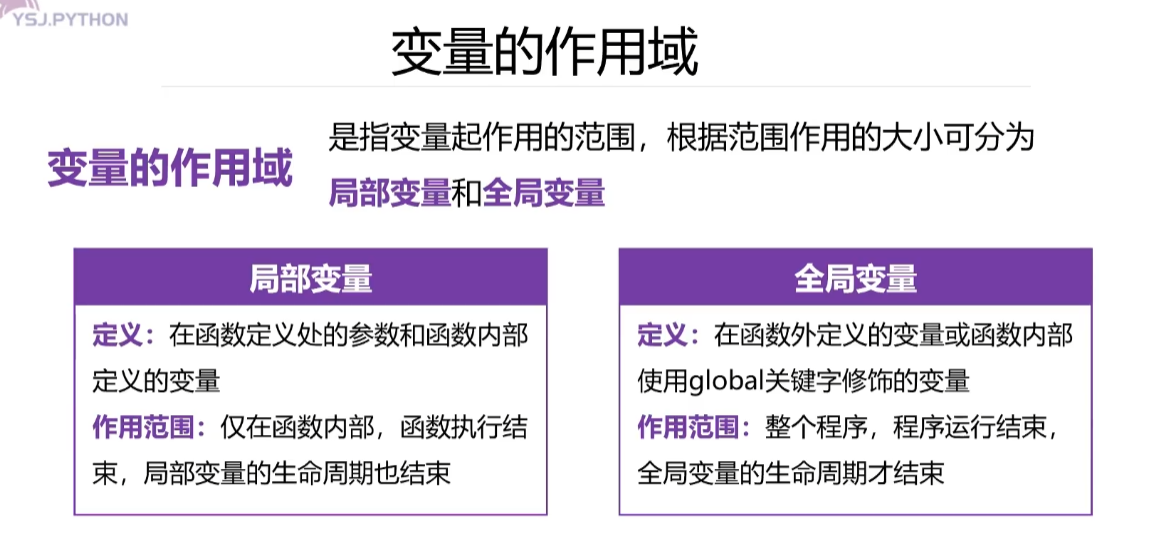 YSJ.PYTHON
变量的作用域
变量的作用域
是指变量起作用的范围，根据范围作用的大小可分为
局部变量和全局变量
局部变量
定义：在函数定义处的参数和函数内部
定义的变量
作用范围：仅在函数内部，函数执行结
束，局部变量的生命周期也结束
全局变量
定义：在函数外定义的变量或函数内部
使用global关键字修饰的变量
作用范围：整个程序，程序运行结束，
全局变量的生命周期才结束